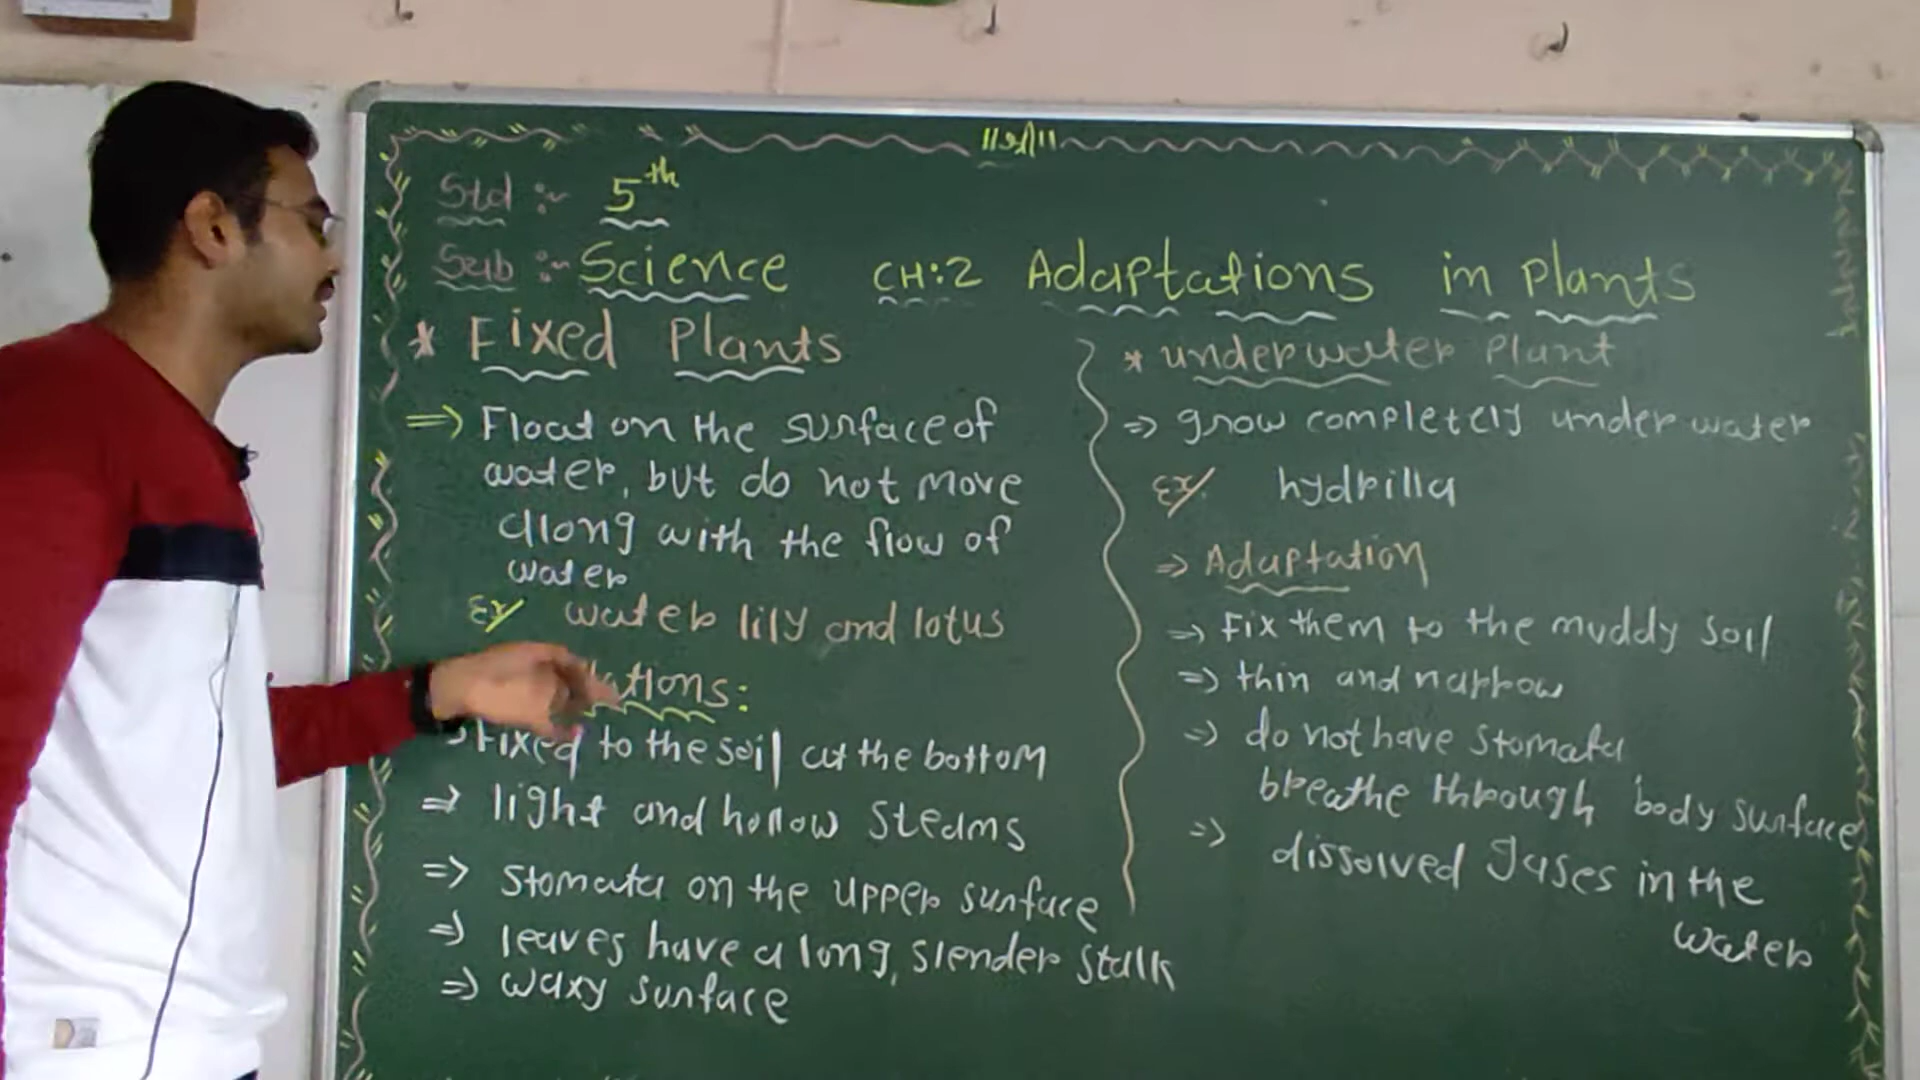 Std :- 5th
Sub :- Science CH:2 Adaptations in Plants
* Fixed Plants
⇒ Float on the surface of
water, but do not move
along with the flow of
water
Ex/ water lily and lotus
ations:
⇒ Fixed to the soil at the bottom
⇒ light and hollow steams
⇒ stomata on the upper surface
⇒ leaves have a long, slender stalk
⇒ waxy surface
* underwater Plant
⇒ grow completely under water
Ex/ hydrilla
⇒ Adaptation
⇒ Fix them to the muddy soil
⇒ thin and narrow
⇒ do not have stomata
breathe through body surface
⇒ dissolved gases in the
water